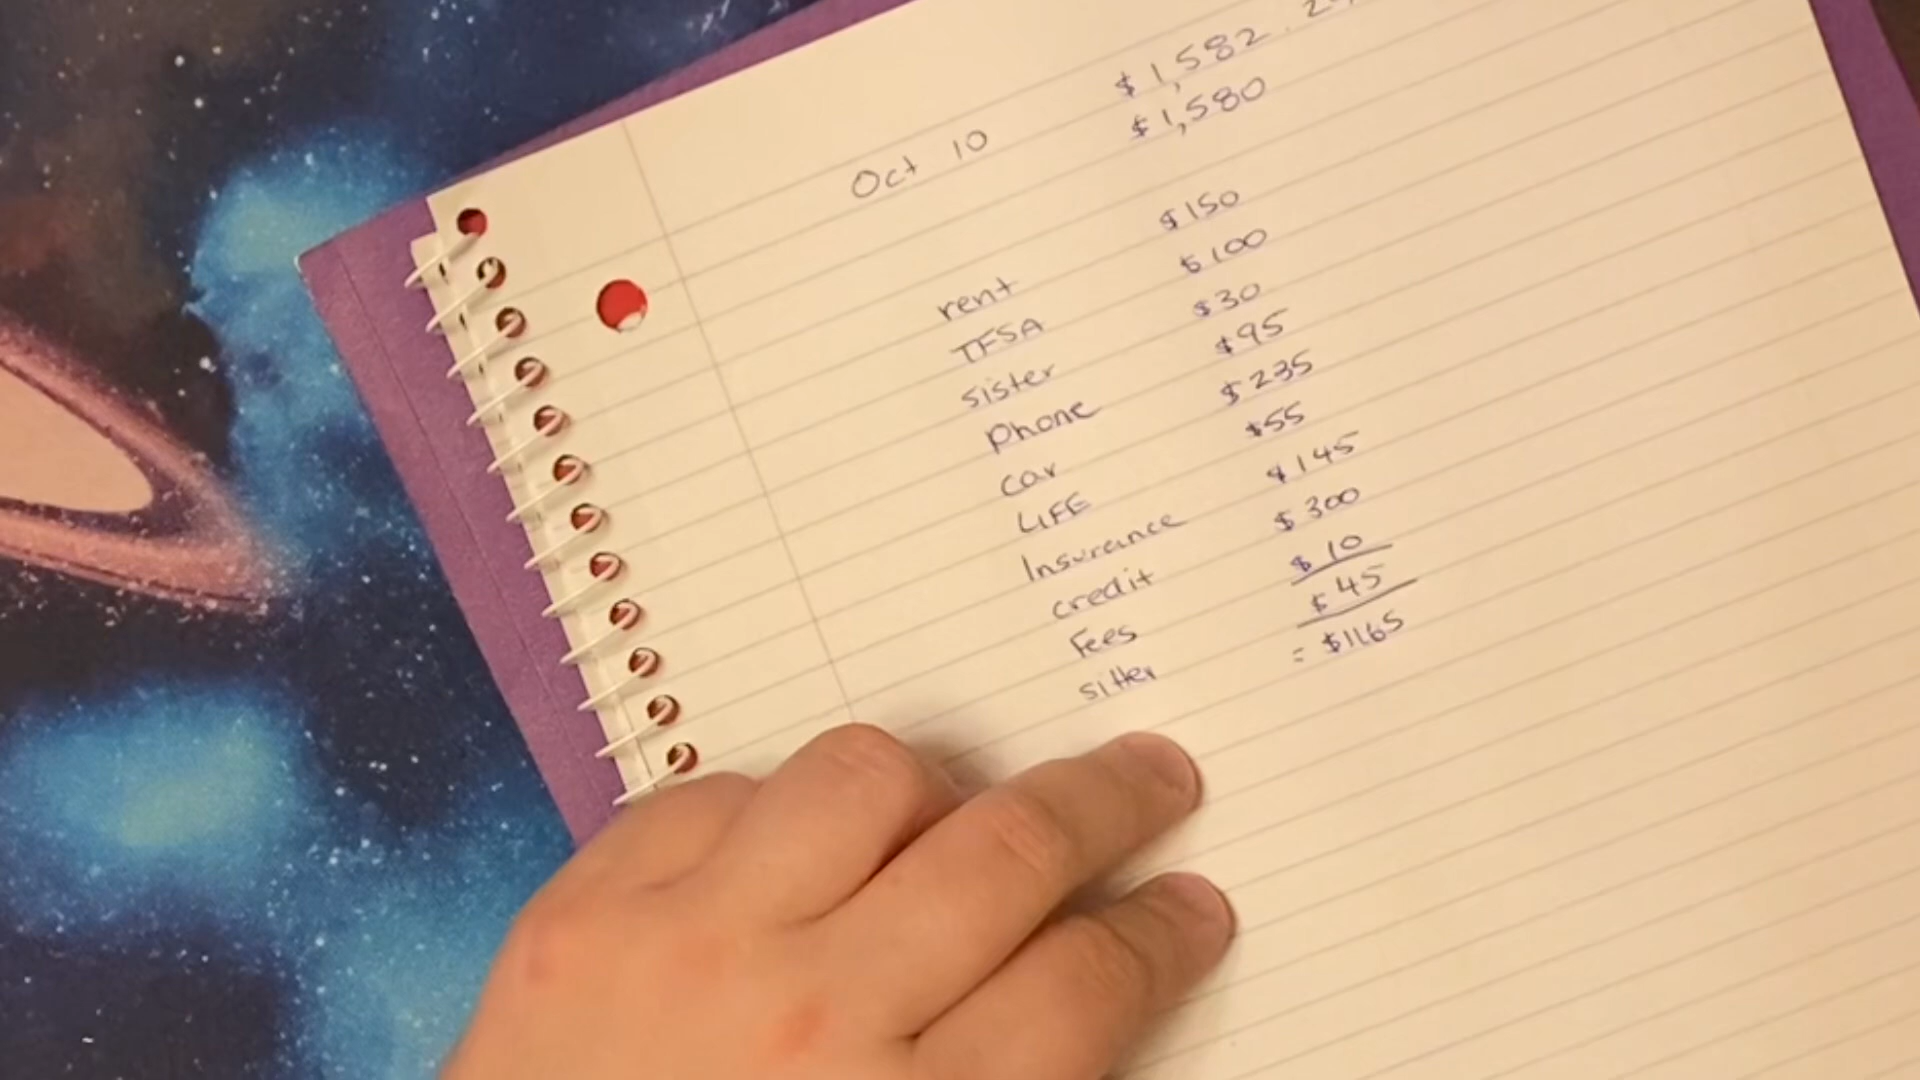 Oct 10 $1,582
$1,580
rent $150
TFSA $100
sister $30
phone $95
car $235
LIFE $55
Insurance $145
credit $300
Fees $10
sitter $45
= $1165